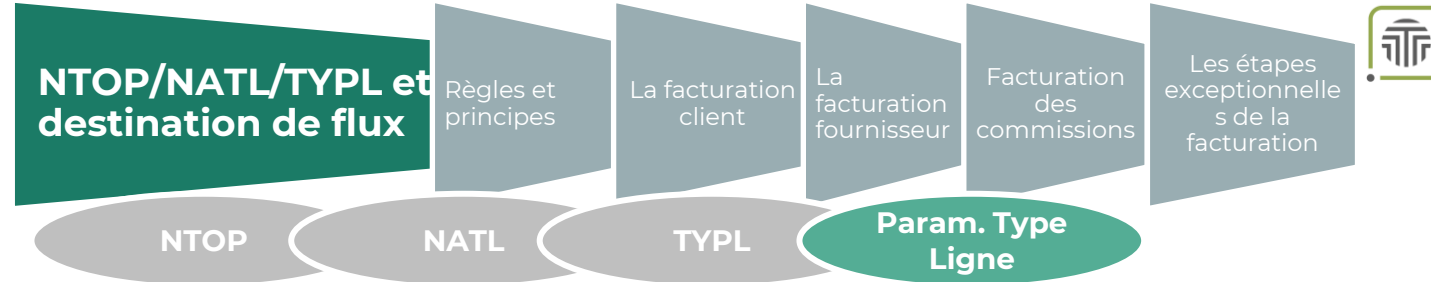 NTOP/NATL/TYPL et
destination de flux
Règles et
principes
La facturation
client
La
facturation
fournisseur
Facturation
des
commissions
Les étapes
exceptionnelle
s de la
facturation
NTOP
NATL
TYPL
Param. Type
Ligne